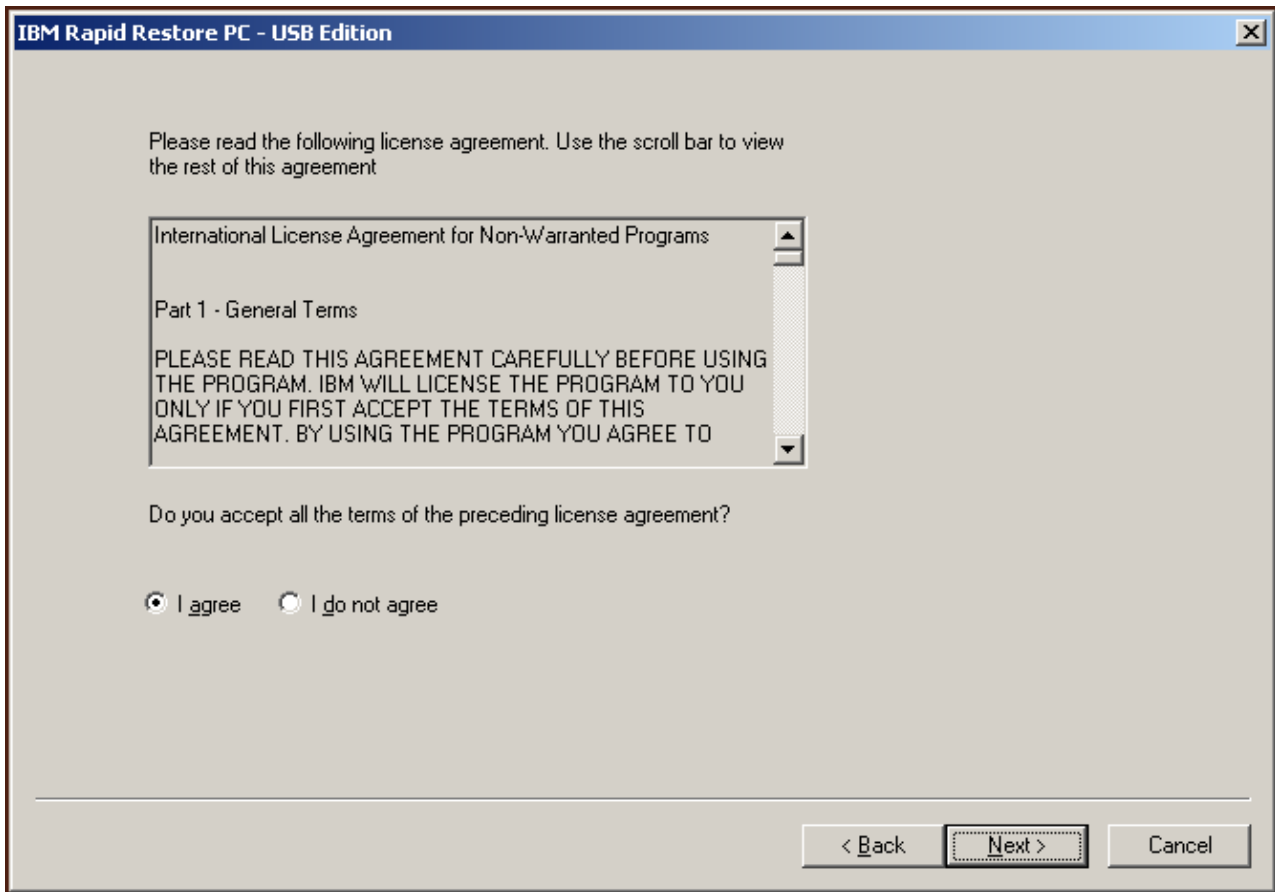 IBM Rapid Restore PC - USB Edition
Please read the following license agreement. Use the scroll bar to view
the rest of this agreement
International License Agreement for Non-Warranted Programs
Part 1 - General Terms
PLEASE READ THIS AGREEMENT CAREFULLY BEFORE USING
THE PROGRAM. IBM WILL LICENSE THE PROGRAM TO YOU
ONLY IF YOU FIRST ACCEPT THE TERMS OF THIS
AGREEMENT. BY USING THE PROGRAM YOU AGREE TO
Do you accept all the terms of the preceding license agreement?
I agree I do not agree
< Back Next > Cancel